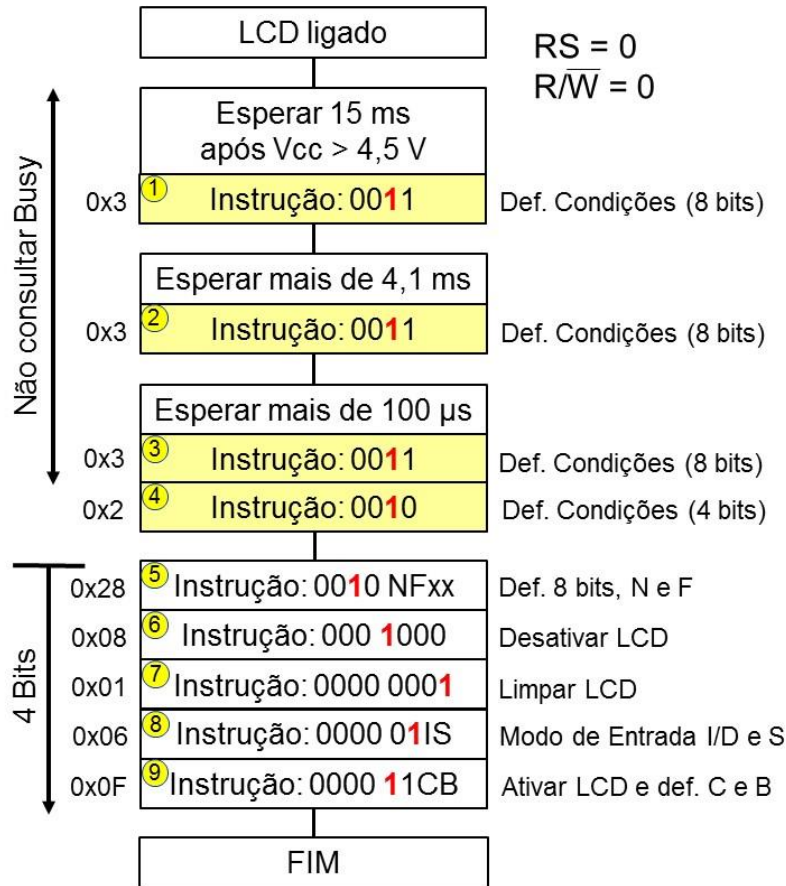 LCD ligado
RS = 0
R/W̅ = 0
Não consultar Busy
Esperar 15 ms
após Vcc > 4,5 V
0x3 1 Instrução: 0011 Def. Condições (8 bits)
Esperar mais de 4,1 ms
0x3 2 Instrução: 0011 Def. Condições (8 bits)
Esperar mais de 100 µs
0x3 3 Instrução: 0011 Def. Condições (8 bits)
0x2 4 Instrução: 0010 Def. Condições (4 bits)
4 Bits
0x28 5 Instrução: 0010 NFxx Def. 8 bits, N e F
0x08 6 Instrução: 000 1000 Desativar LCD
0x01 7 Instrução: 0000 0001 Limpar LCD
0x06 8 Instrução: 0000 01IS Modo de Entrada I/D e S
0x0F 9 Instrução: 0000 11CB Ativar LCD e def. C e B
FIM